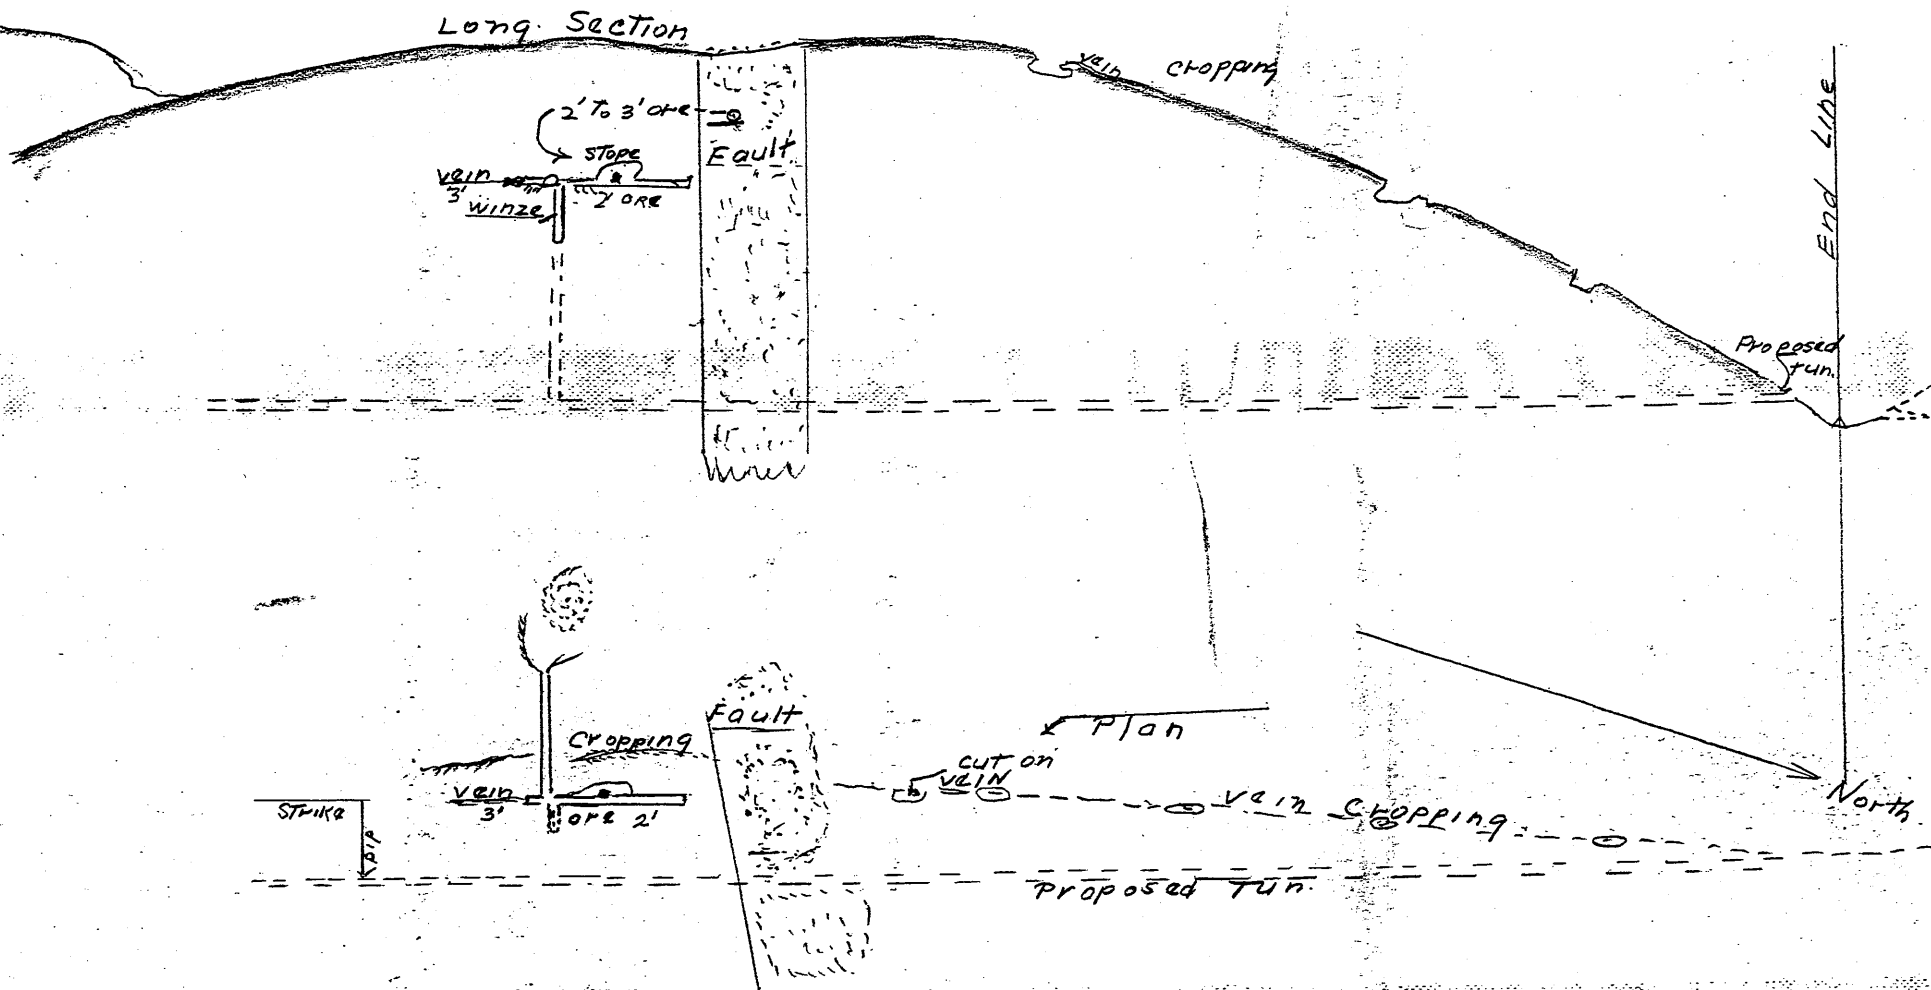 Long. Section
vein cropping
2' To 3' ore
Fault
stope
vein
3'
2' ore
winze
End Line
Proposed
tun.
Fault
Plan
Cropping
cut on
vein
vein cropping
North
Strike
Dip
vein
3'
ore 2'
Proposed Tun.